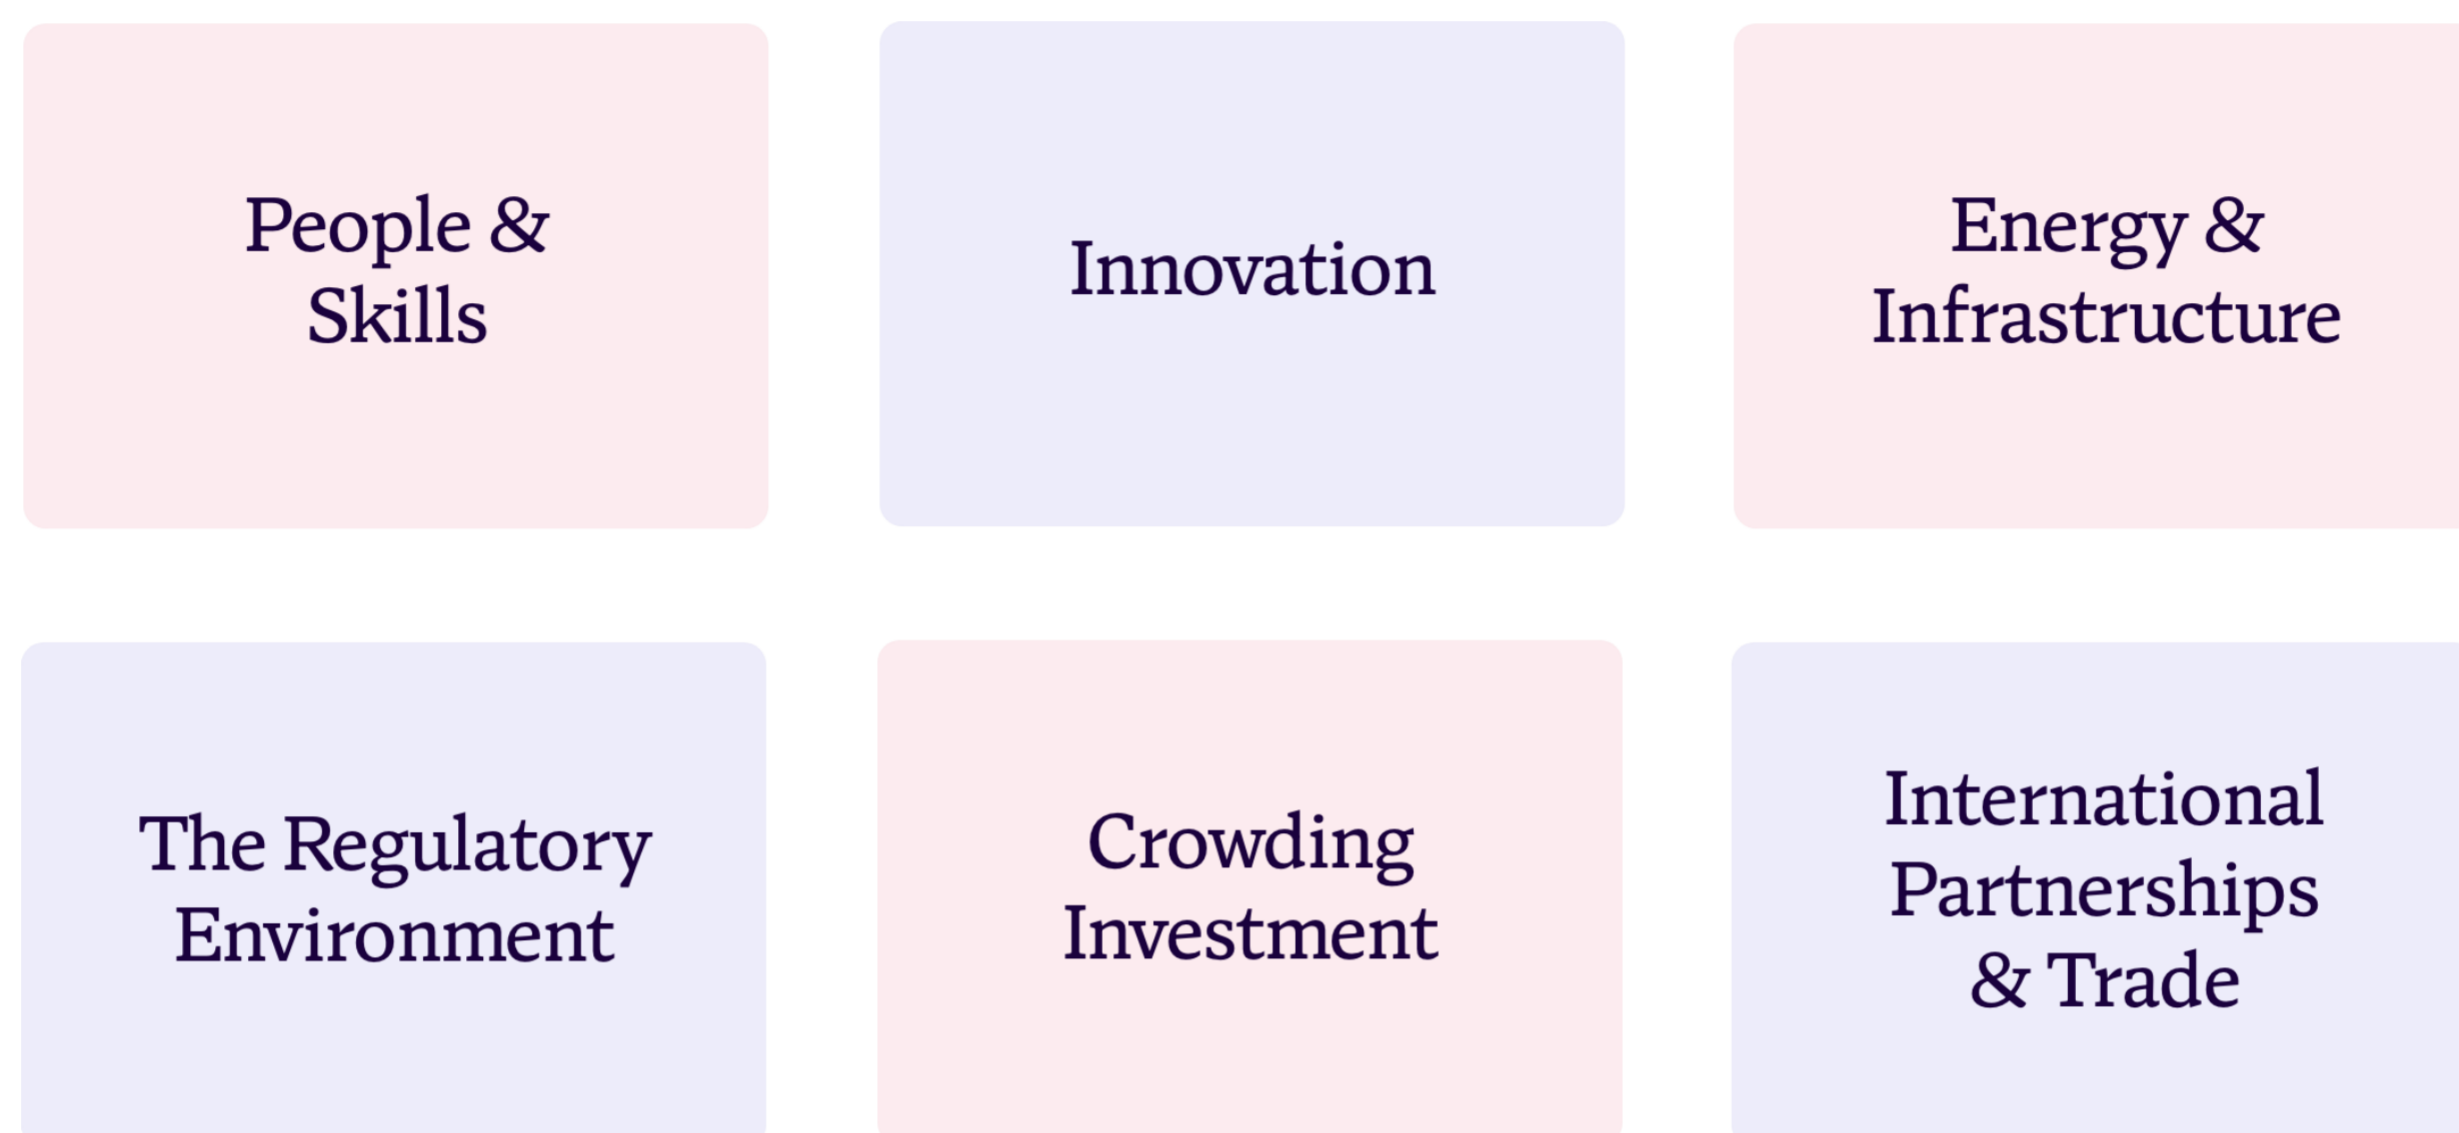 People &
Skills
Innovation
Energy &
Infrastructure
The Regulatory
Environment
Crowding
Investment
International
Partnerships
& Trade